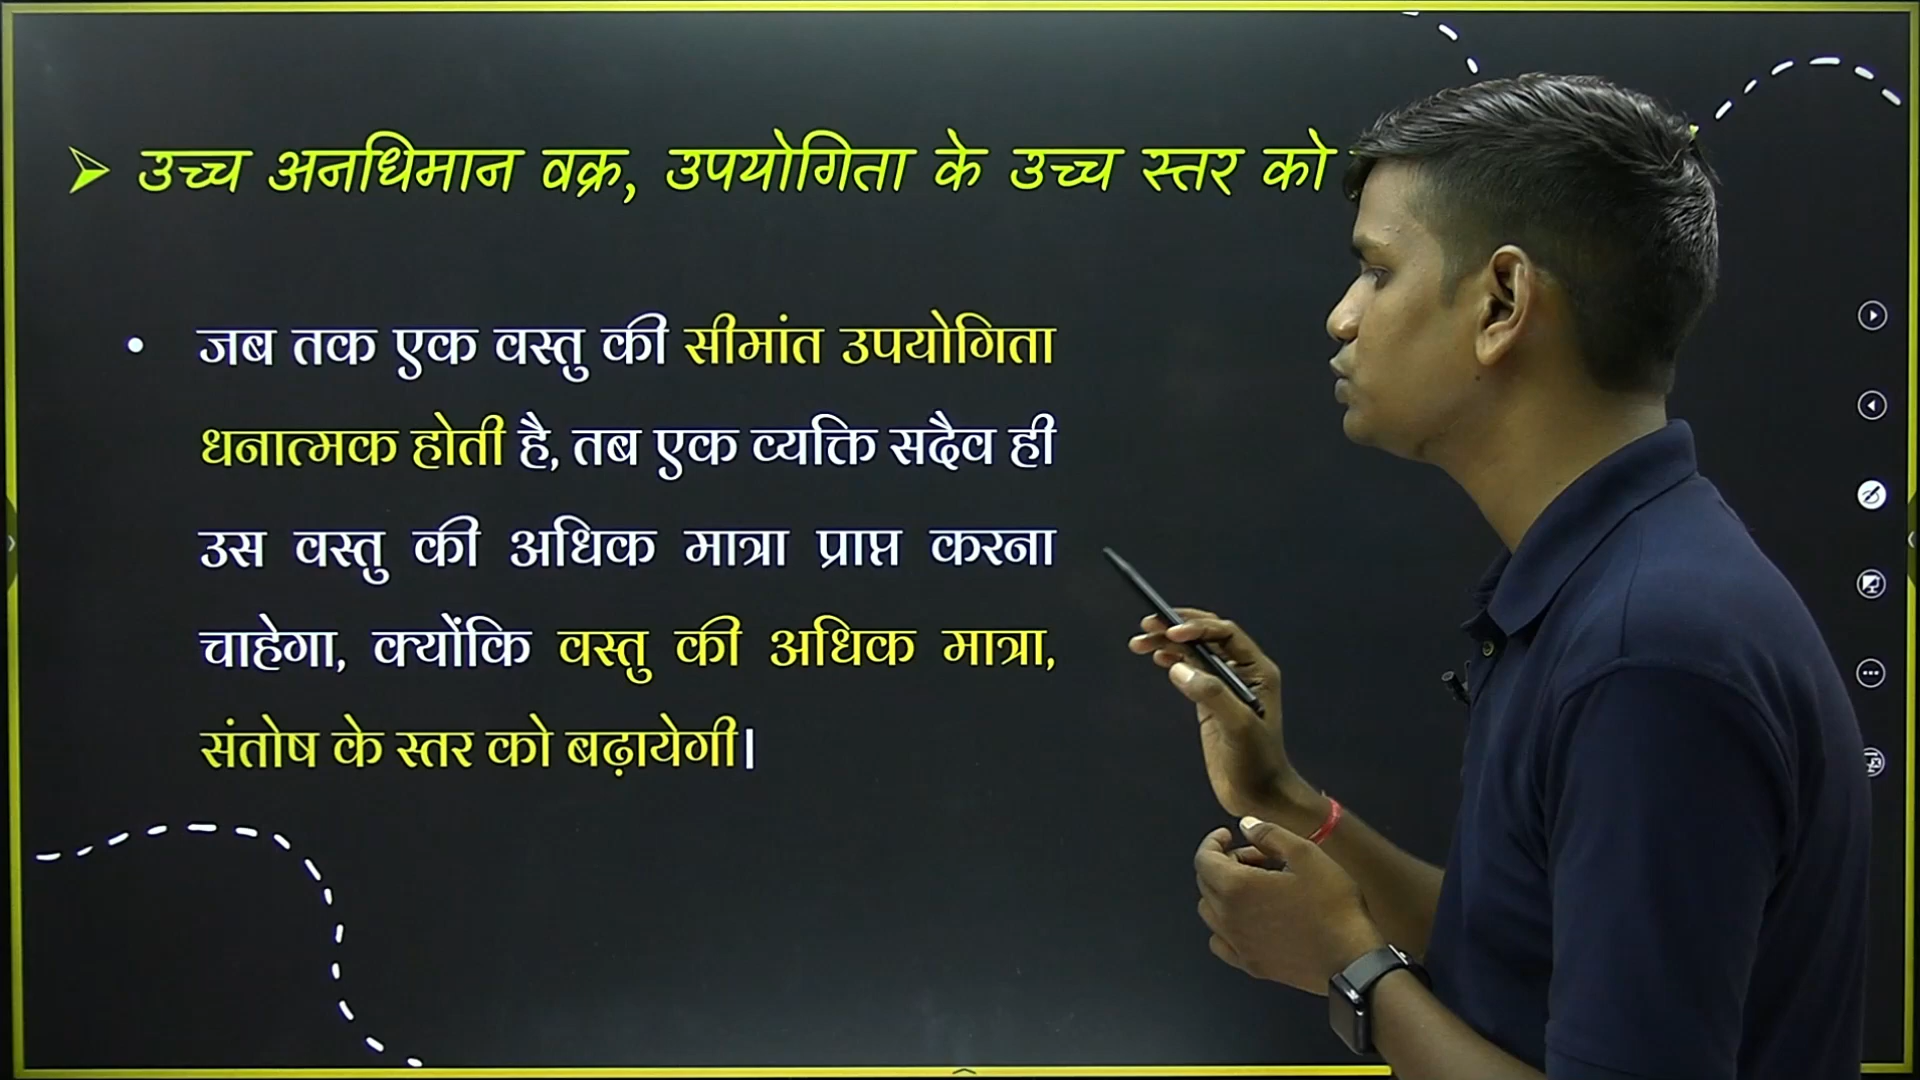 उच्च अनधिमान वक्र, उपयोगिता के उच्च स्तर को
जब तक एक वस्तु की सीमांत उपयोगिता
धनात्मक होती है, तब एक व्यक्ति सदैव ही
उस वस्तु की अधिक मात्रा प्राप्त करना
चाहेगा, क्योंकि वस्तु की अधिक मात्रा,
संतोष के स्तर को बढ़ायेगी।